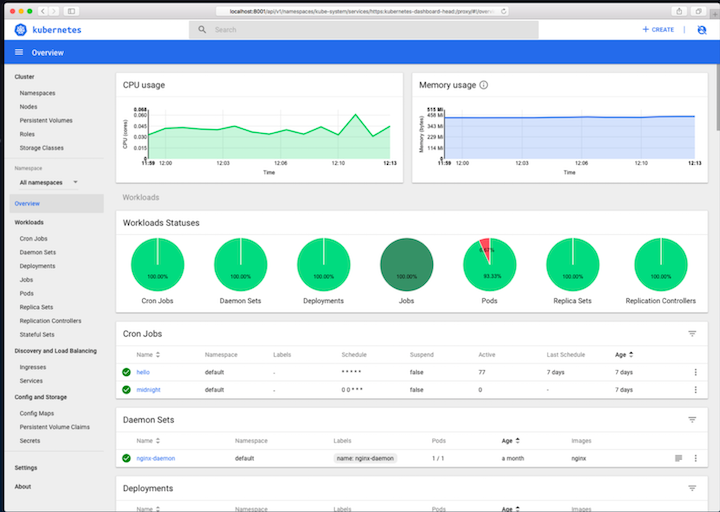 localhost:8001/api/v1/namespaces/kube-system/services/https:kubernetes-dashboard-head:/proxy/#!/over
kubernetes
Search
+ CREATE
Overview
Cluster
Namespaces
Nodes
Persistent Volumes
Roles
Storage Classes
Namespace
All namespaces
Overview
Workloads
Cron Jobs
Daemon Sets
Deployments
Jobs
Pods
Replica Sets
Replication Controllers
Stateful Sets
Discovery and Load Balancing
Ingresses
Services
Config and Storage
Config Maps
Persistent Volume Claims
Secrets
Settings
About
CPU usage
CPU (cores)
0.068
0.060
0.045
0.030
0.015
0
11:59 12:00 12:03 12:06 12:10 12:13
Time
Memory usage
Memory (bytes)
515 Mi
458 Mi
343 Mi
229 Mi
114 Mi
0
11:59 12:00 12:03 12:06 12:10 12:13
Time
Workloads
Workloads Statuses
100.00% 100.00% 100.00% 100.00% 6.67% 93.33% 100.00% 100.00%
Cron Jobs Daemon Sets Deployments Jobs Pods Replica Sets Replication Controllers
Cron Jobs
Name Namespace Labels Schedule Suspend Active Last Schedule Age
hello default - * * * * * false 77 7 days 7 days
midnight default - 0 0 * * * false 0 - 7 days
Daemon Sets
Name Namespace Labels Pods Age Images
nginx-daemon default name: nginx-daemon 1 / 1 a month nginx
Deployments
Name Namespace Labels Pods Age Images